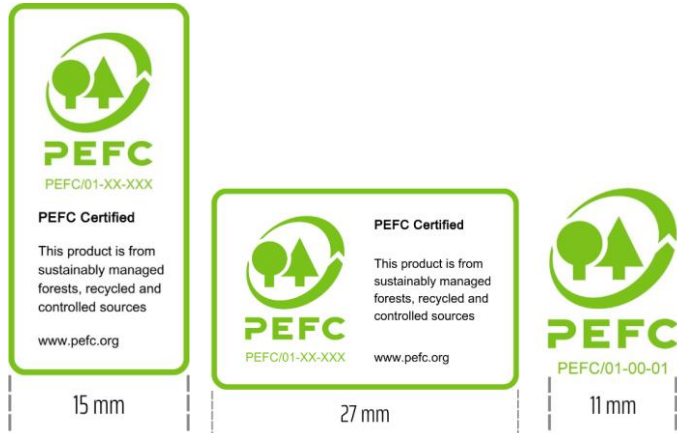 PEFC
PEFC/01-XX-XXX
PEFC Certified
This product is from
sustainably managed
forests, recycled and
controlled sources
www.pefc.org
15 mm
PEFC
PEFC/01-XX-XXX
PEFC Certified
This product is from
sustainably managed
forests, recycled and
controlled sources
www.pefc.org
27 mm
PEFC
PEFC/01-00-01
11 mm